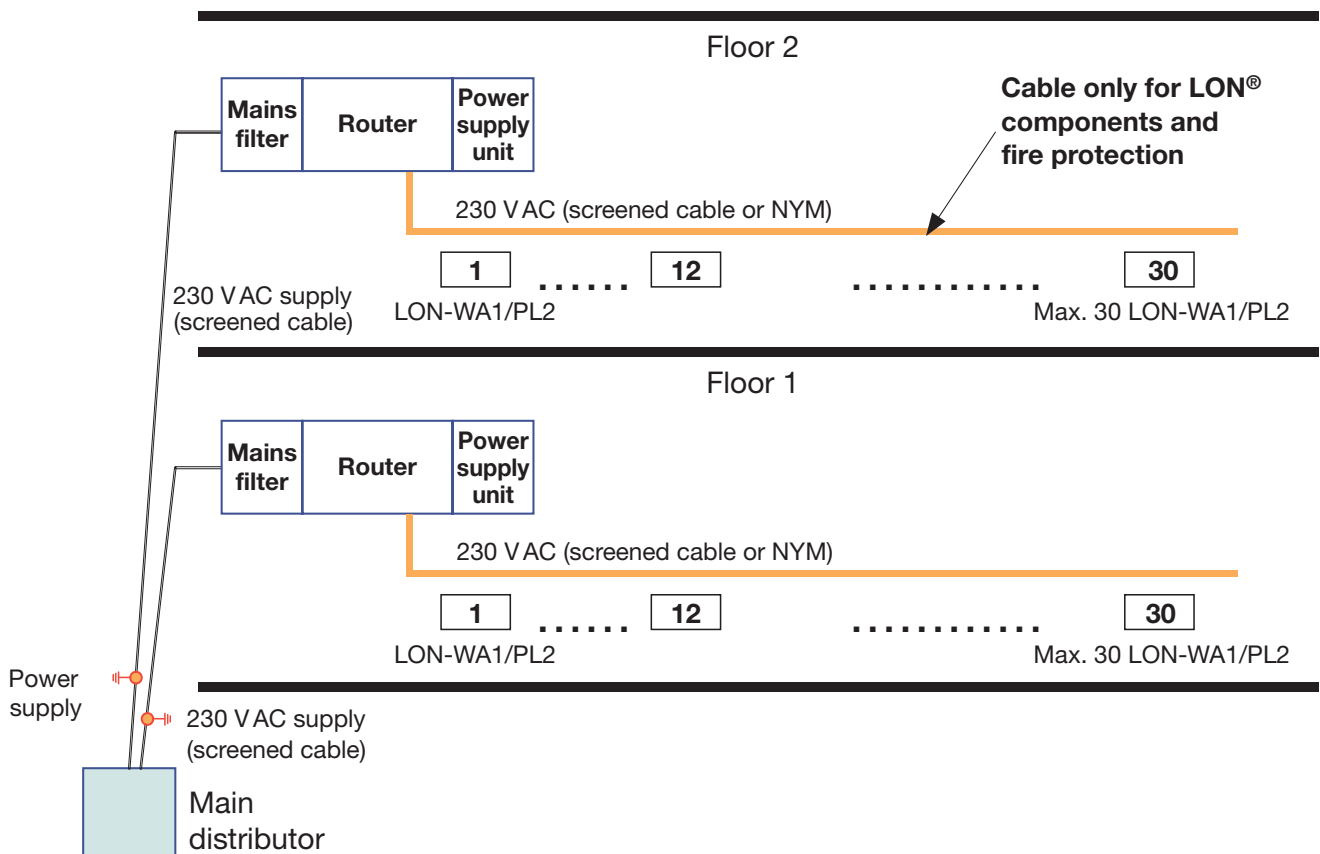 Floor 2
Mains
filter
Router
Power
supply
unit
Cable only for LON®
components and
fire protection
230 V AC (screened cable or NYM)
1 ...... 12 ............ 30
LON-WA1/PL2
Max. 30 LON-WA1/PL2
230 V AC supply
(screened cable)
Floor 1
Mains
filter
Router
Power
supply
unit
230 V AC (screened cable or NYM)
1 ...... 12 ............ 30
LON-WA1/PL2
Max. 30 LON-WA1/PL2
Power
supply
230 V AC supply
(screened cable)
Main
distributor